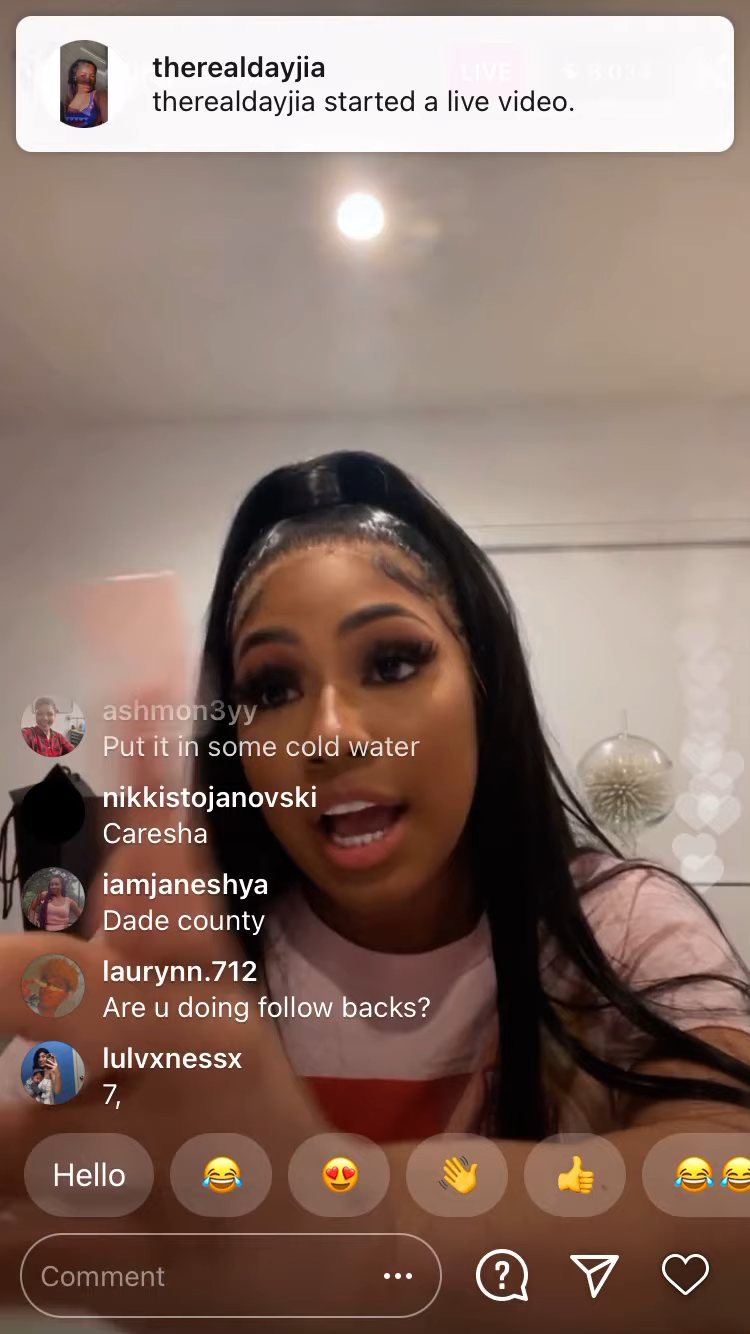 therealdayjia
therealdayjia started a live video.
LIVE
ashmon3yy
Put it in some cold water
nikkistojanovski
Caresha
iamjaneshya
Dade county
laurynn.712
Are u doing follow backs?
lulvxnessx
7,
Hello
Comment